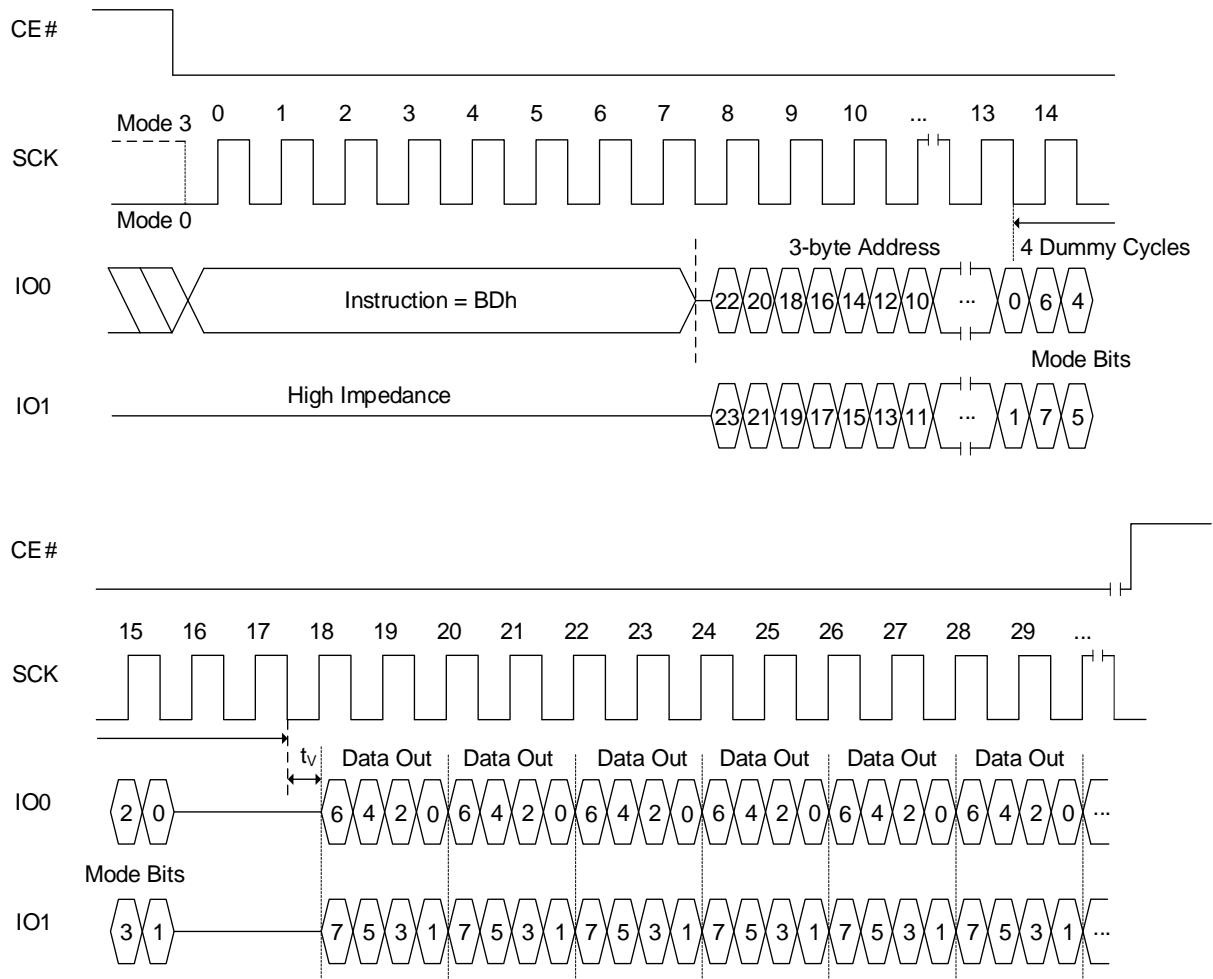 CE#
0 1 2 3 4 5 6 7 8 9 10 ... 13 14
Mode 3
SCK
Mode 0
3-byte Address
4 Dummy Cycles
IO0
Instruction = BDh
22 20 18 16 14 12 10 ... 0 6 4
Mode Bits
High Impedance
IO1
23 21 19 17 15 13 11 ... 1 7 5
CE#
15 16 17 18 19 20 21 22 23 24 25 26 27 28 29 ...
SCK
tV Data Out Data Out Data Out Data Out Data Out Data Out
IO0
2 0 6 4 2 0 6 4 2 0 6 4 2 0 6 4 2 0 6 4 2 0 6 4 2 0 ...
Mode Bits
IO1
3 1 7 5 3 1 7 5 3 1 7 5 3 1 7 5 3 1 7 5 3 1 7 5 3 1 ...